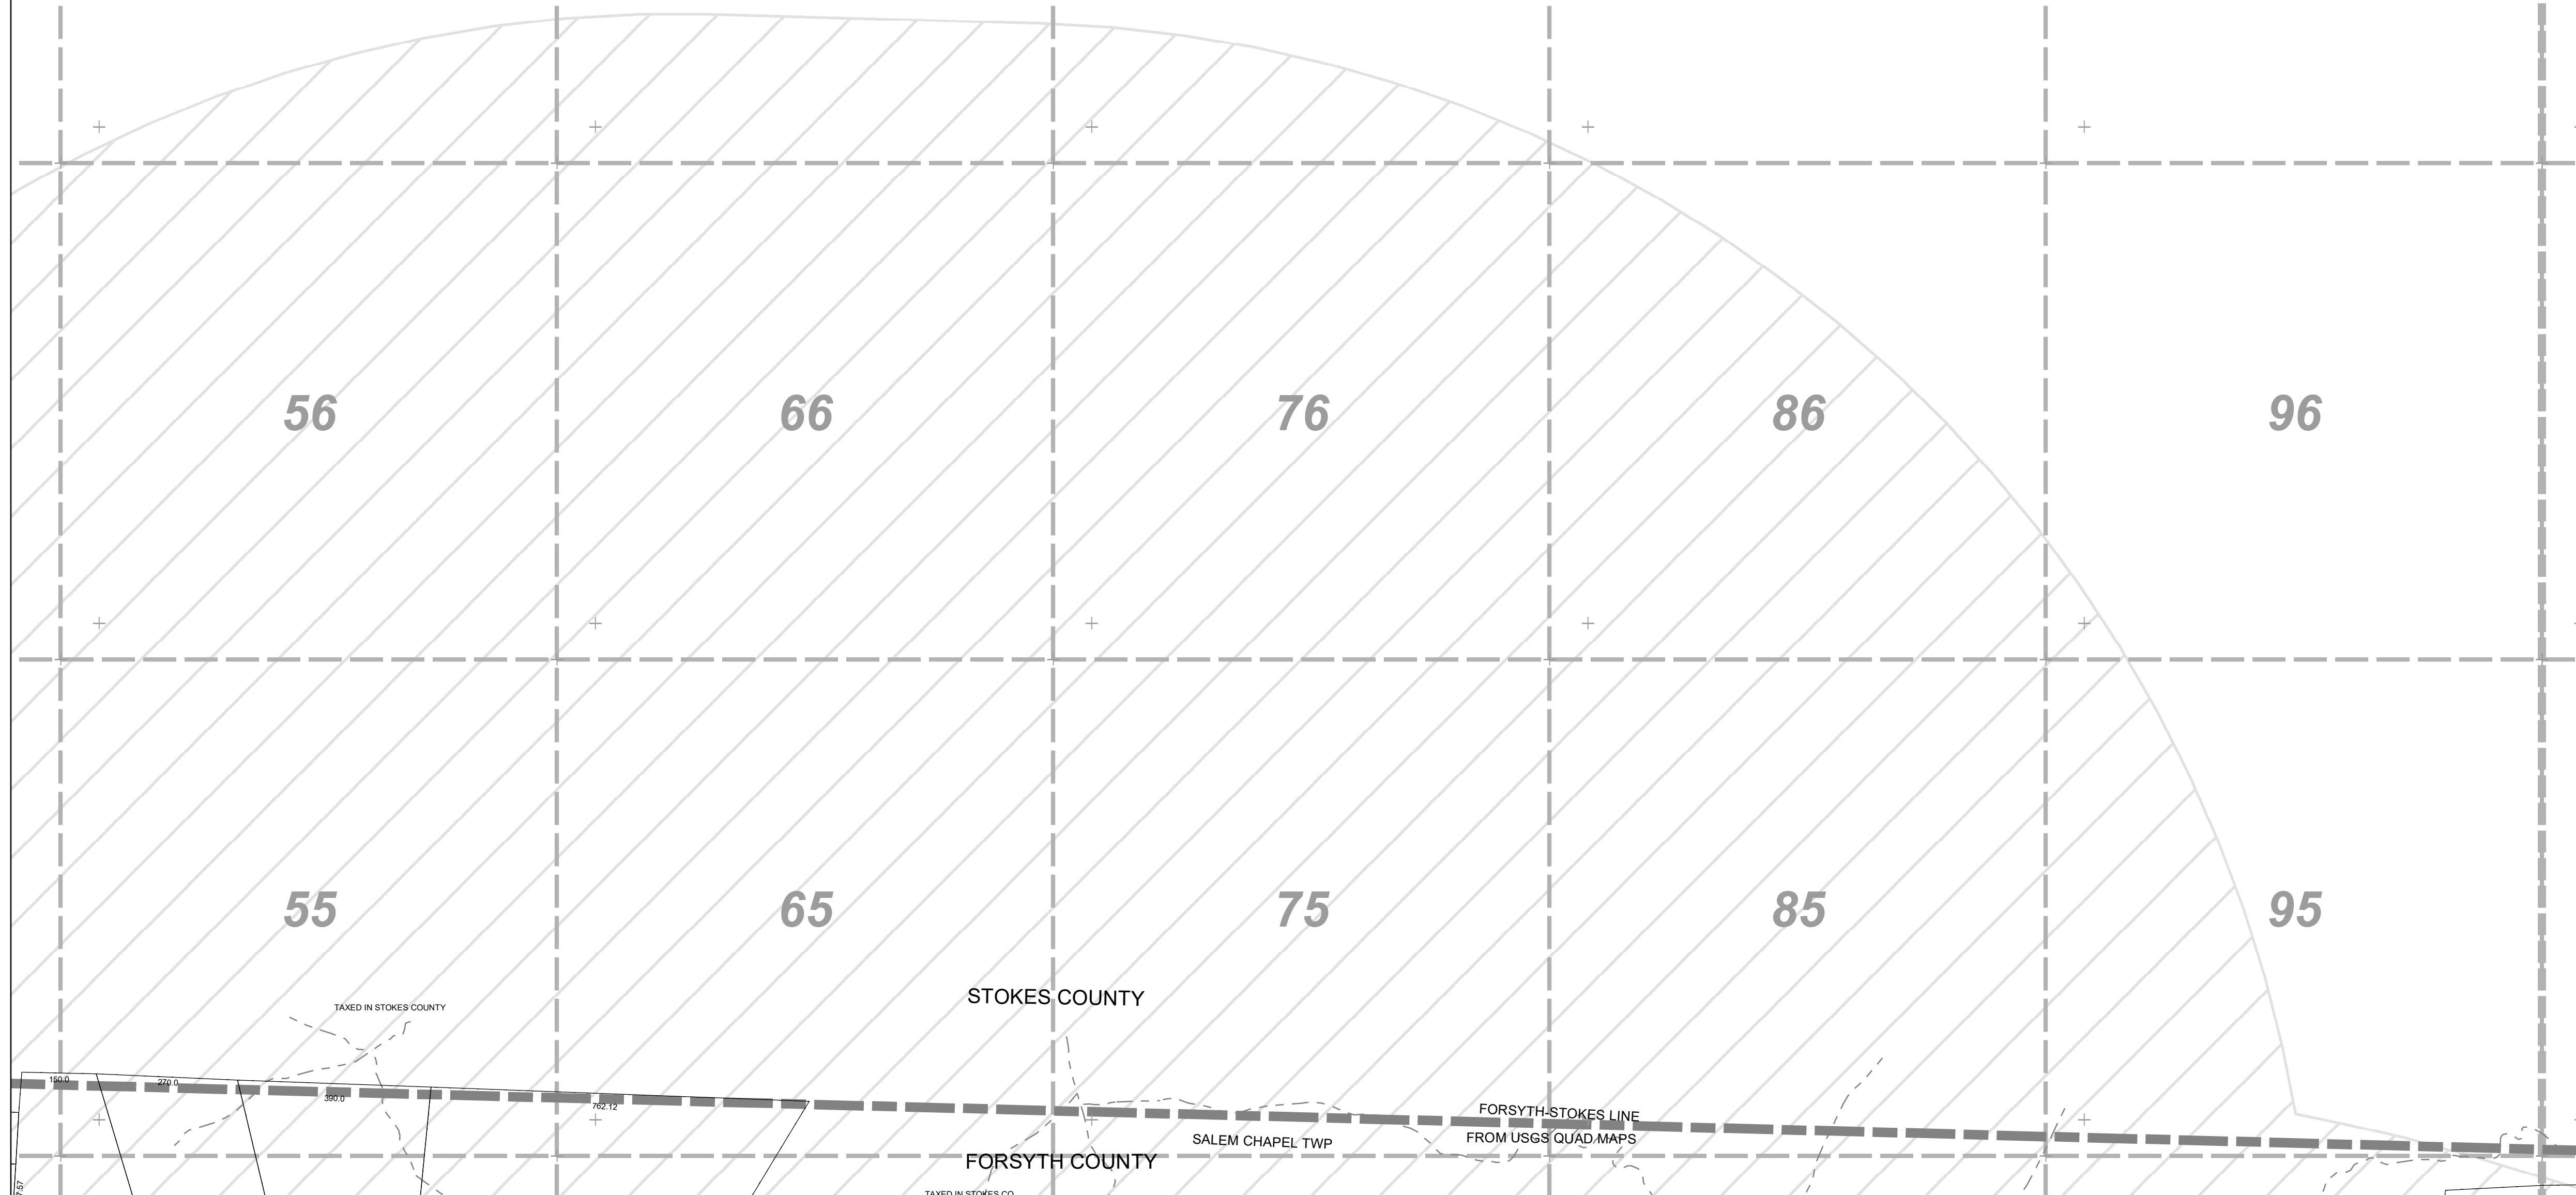 56 66 76 86 96
55 65 75 85 95
STOKES COUNTY
TAXED IN STOKES COUNTY
150.0
270.0
390.0
762.12
FORSYTH-STOKES LINE
FROM USGS QUAD MAPS
SALEM CHAPEL TWP
FORSYTH COUNTY
7.57
TAXED IN STOKES CO